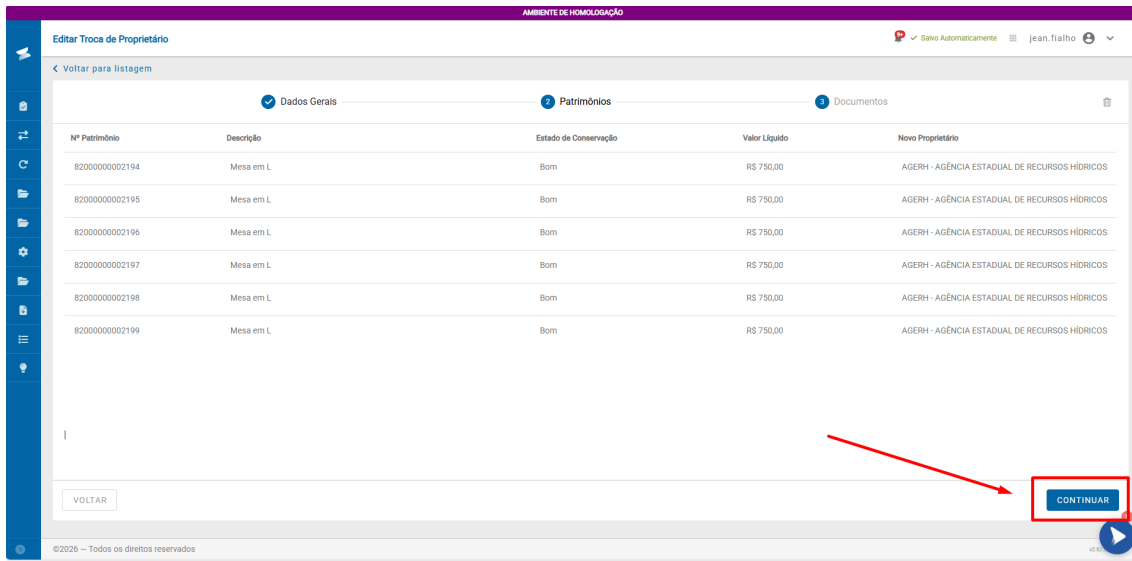 AMBIENTE DE HOMOLOGAÇÃO
Editar Troca de Proprietário
9+
Salvo Automaticamente
jean.fialho
Voltar para listagem
Dados Gerais
2 Patrimônios
3 Documentos
Nº Patrimônio Descrição Estado de Conservação Valor Líquido Novo Proprietário
82000000002194 Mesa em L Bom R$ 750,00 AGERH - AGÊNCIA ESTADUAL DE RECURSOS HÍDRICOS
82000000002195 Mesa em L Bom R$ 750,00 AGERH - AGÊNCIA ESTADUAL DE RECURSOS HÍDRICOS
82000000002196 Mesa em L Bom R$ 750,00 AGERH - AGÊNCIA ESTADUAL DE RECURSOS HÍDRICOS
82000000002197 Mesa em L Bom R$ 750,00 AGERH - AGÊNCIA ESTADUAL DE RECURSOS HÍDRICOS
82000000002198 Mesa em L Bom R$ 750,00 AGERH - AGÊNCIA ESTADUAL DE RECURSOS HÍDRICOS
82000000002199 Mesa em L Bom R$ 750,00 AGERH - AGÊNCIA ESTADUAL DE RECURSOS HÍDRICOS
VOLTAR
CONTINUAR
©2026 — Todos os direitos reservados